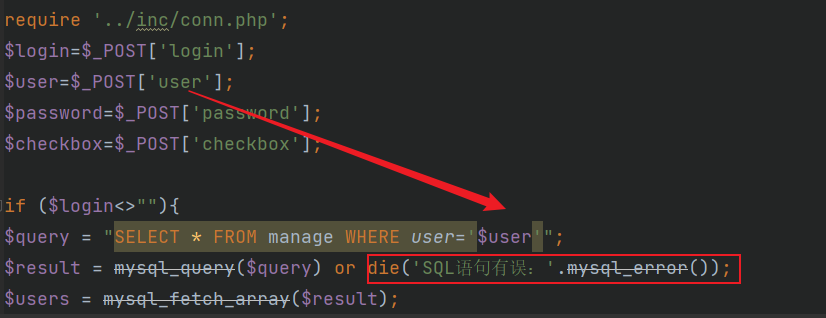 require '../inc/conn.php';
$login=$_POST['login'];
$user=$_POST['user'];
$password=$_POST['password'];
$checkbox=$_POST['checkbox'];
if ($login<>""){
$query = "SELECT * FROM manage WHERE user='$user'";
$result = mysql_query($query) or die('SQL语句有误：'.mysql_error());
$users = mysql_fetch_array($result);